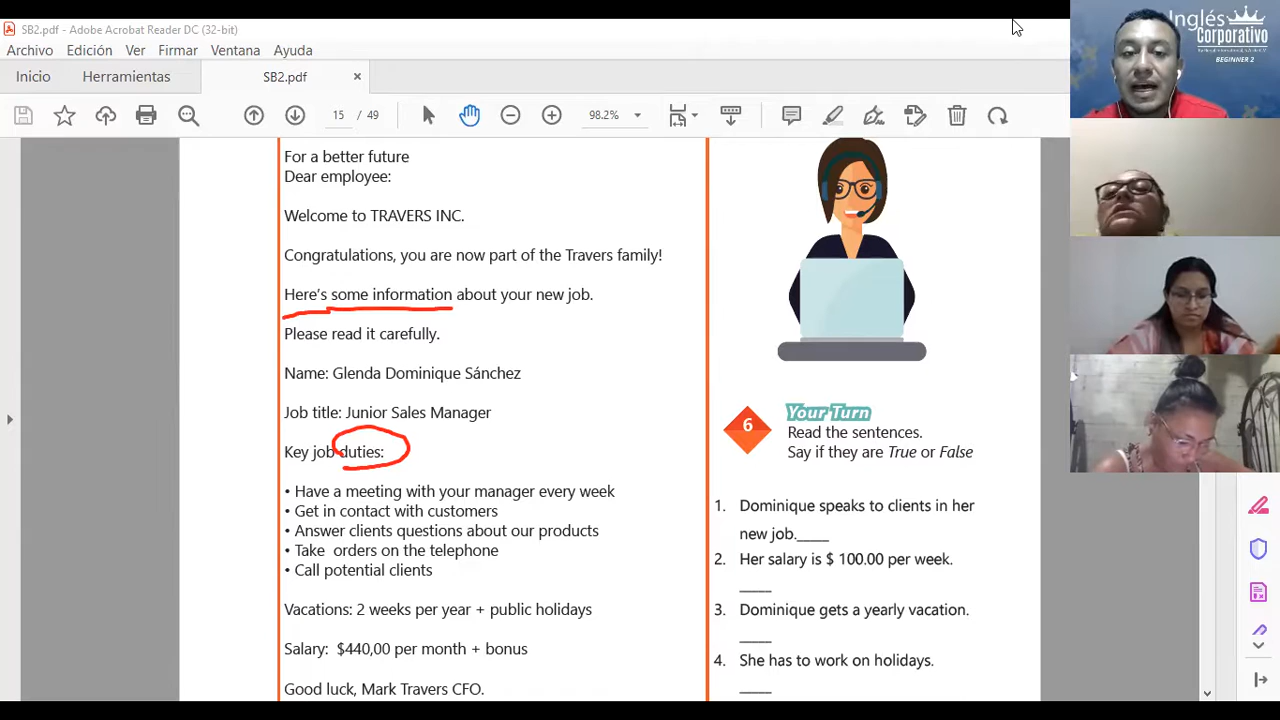 SB2.pdf - Adobe Acrobat Reader DC (32-bit)
Archivo Edición Ver Firmar Ventana Ayuda
Inicio Herramientas SB2.pdf ×
15 / 49 98.2%
For a better future
Dear employee:
Welcome to TRAVERS INC.
Congratulations, you are now part of the Travers family!
Here's some information about your new job.
Please read it carefully.
Name: Glenda Dominique Sánchez
Job title: Junior Sales Manager
Key job duties:
• Have a meeting with your manager every week
• Get in contact with customers
• Answer clients questions about our products
• Take orders on the telephone
• Call potential clients
Vacations: 2 weeks per year + public holidays
Salary: $440,00 per month + bonus
Good luck, Mark Travers CFO.
6 Your Turn
Read the sentences.
Say if they are True or False
1. Dominique speaks to clients in her
new job.____
2. Her salary is $ 100.00 per week.
____
3. Dominique gets a yearly vacation.
____
4. She has to work on holidays.
____
Inglés
Corporativo
BEGINNER 2